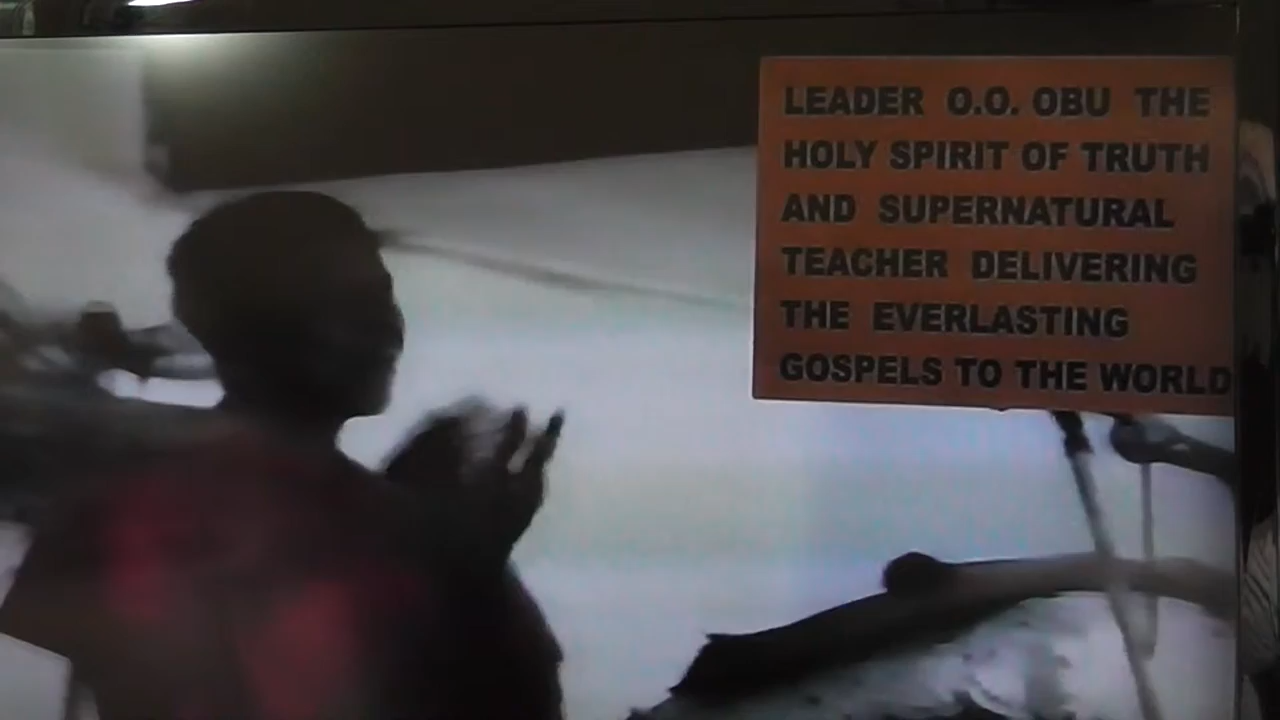 LEADER O.O. OBU THE
HOLY SPIRIT OF TRUTH
AND SUPERNATURAL
TEACHER DELIVERING
THE EVERLASTING
GOSPELS TO THE WORLD